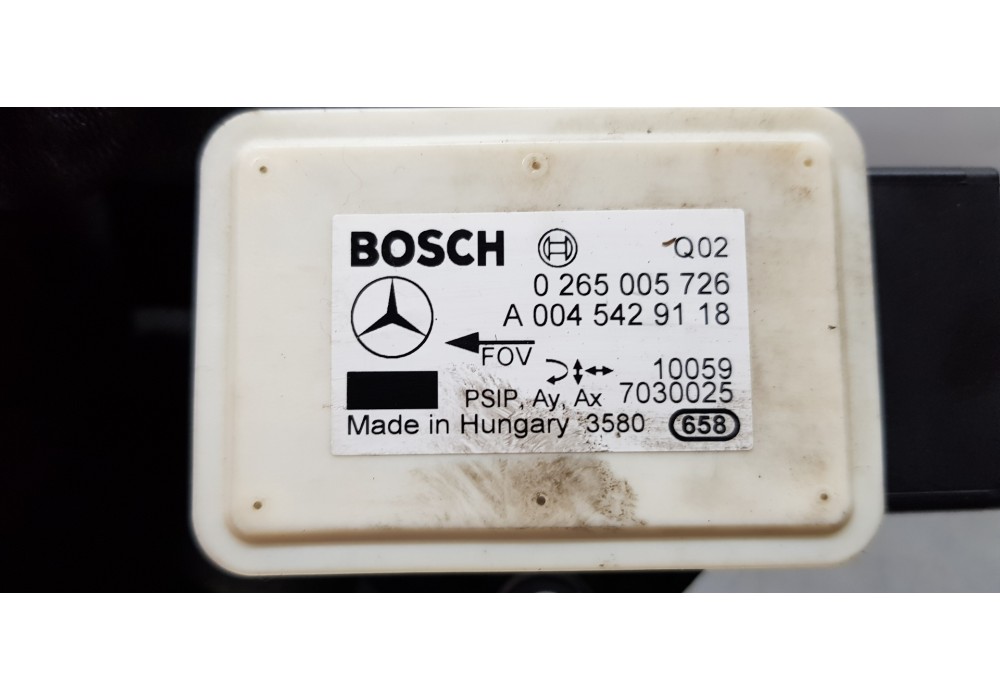 BOSCH Q02
0 265 005 726
A 004 542 91 18
FOV
10059
PSIP, Ay, Ax 7030025
Made in Hungary 3580 658